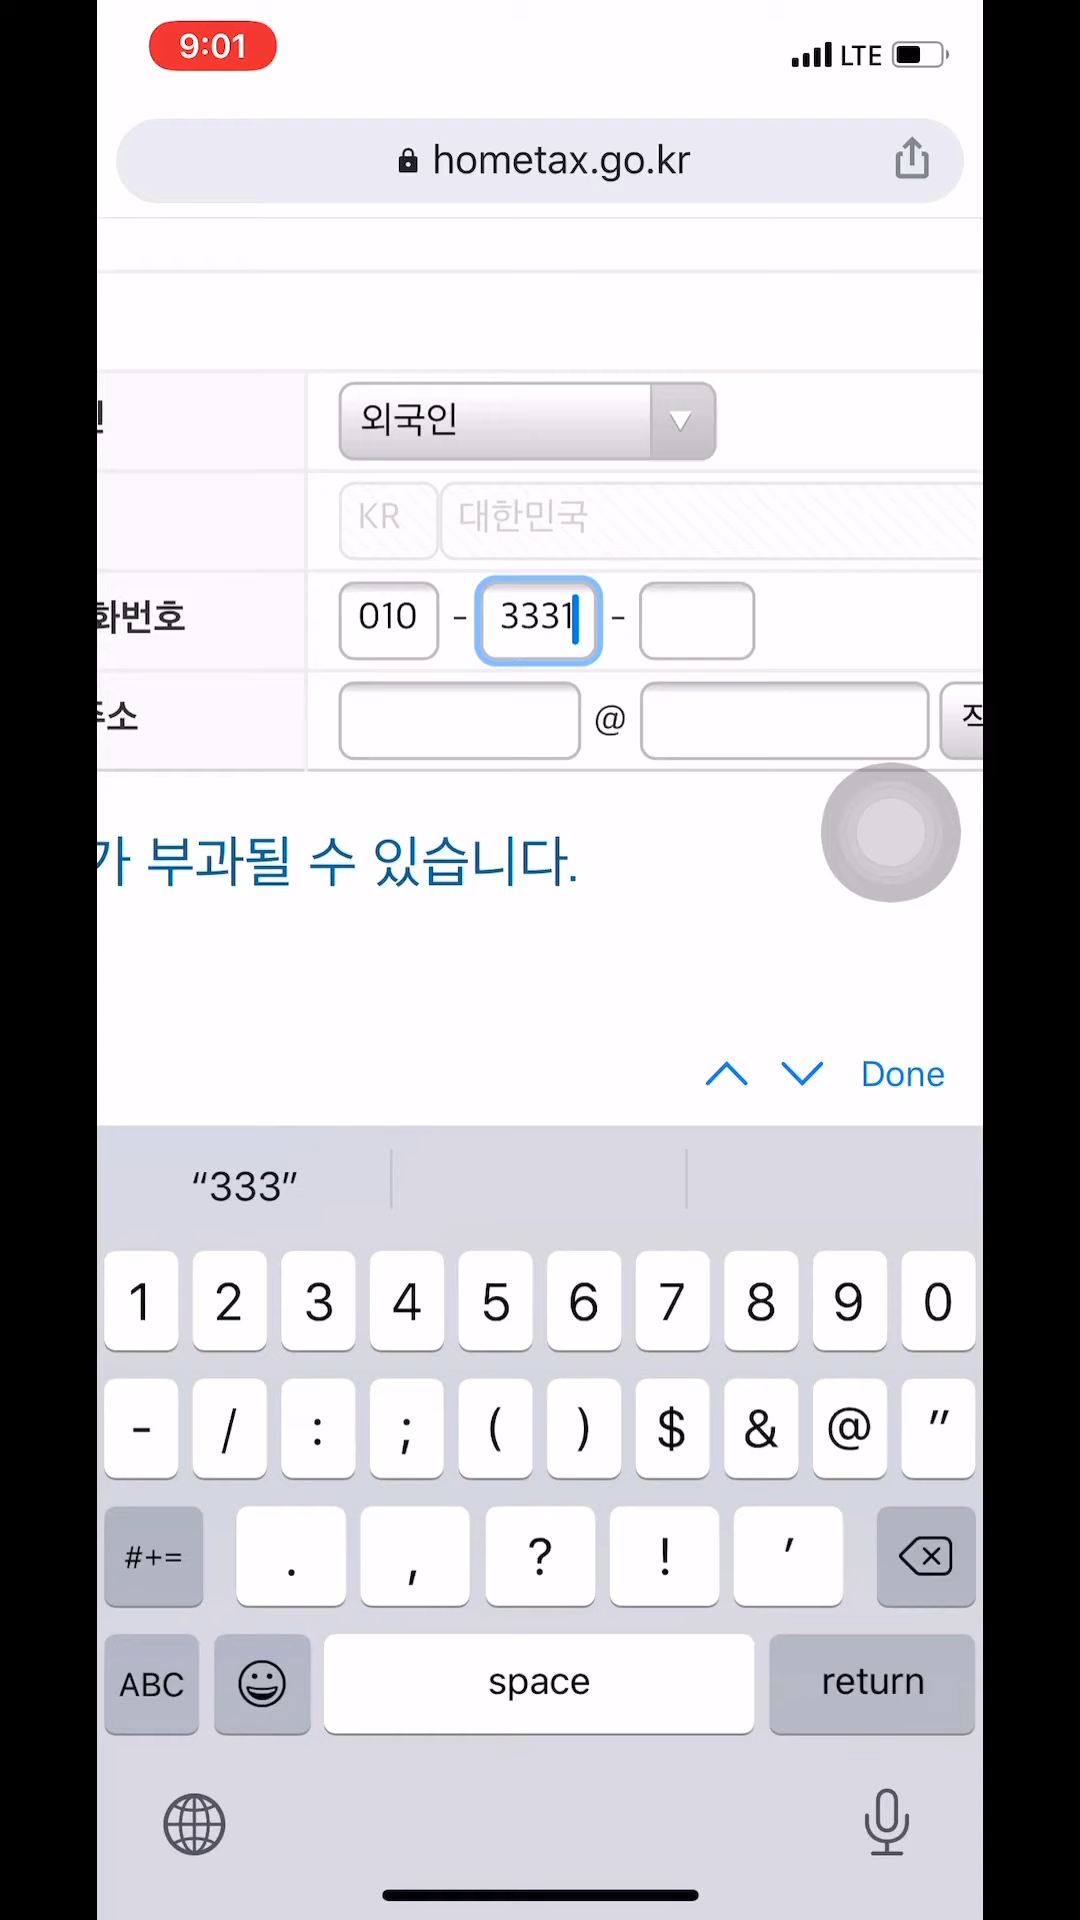 9:01
LTE
hometax.go.kr
외국인
KR 대한민국
화번호 010 - 3331 -
주소 @
가 부과될 수 있습니다.
Done
“333”
1 2 3 4 5 6 7 8 9 0
- / : ; ( ) $ & @ "
#+= . , ? ! '
ABC space return